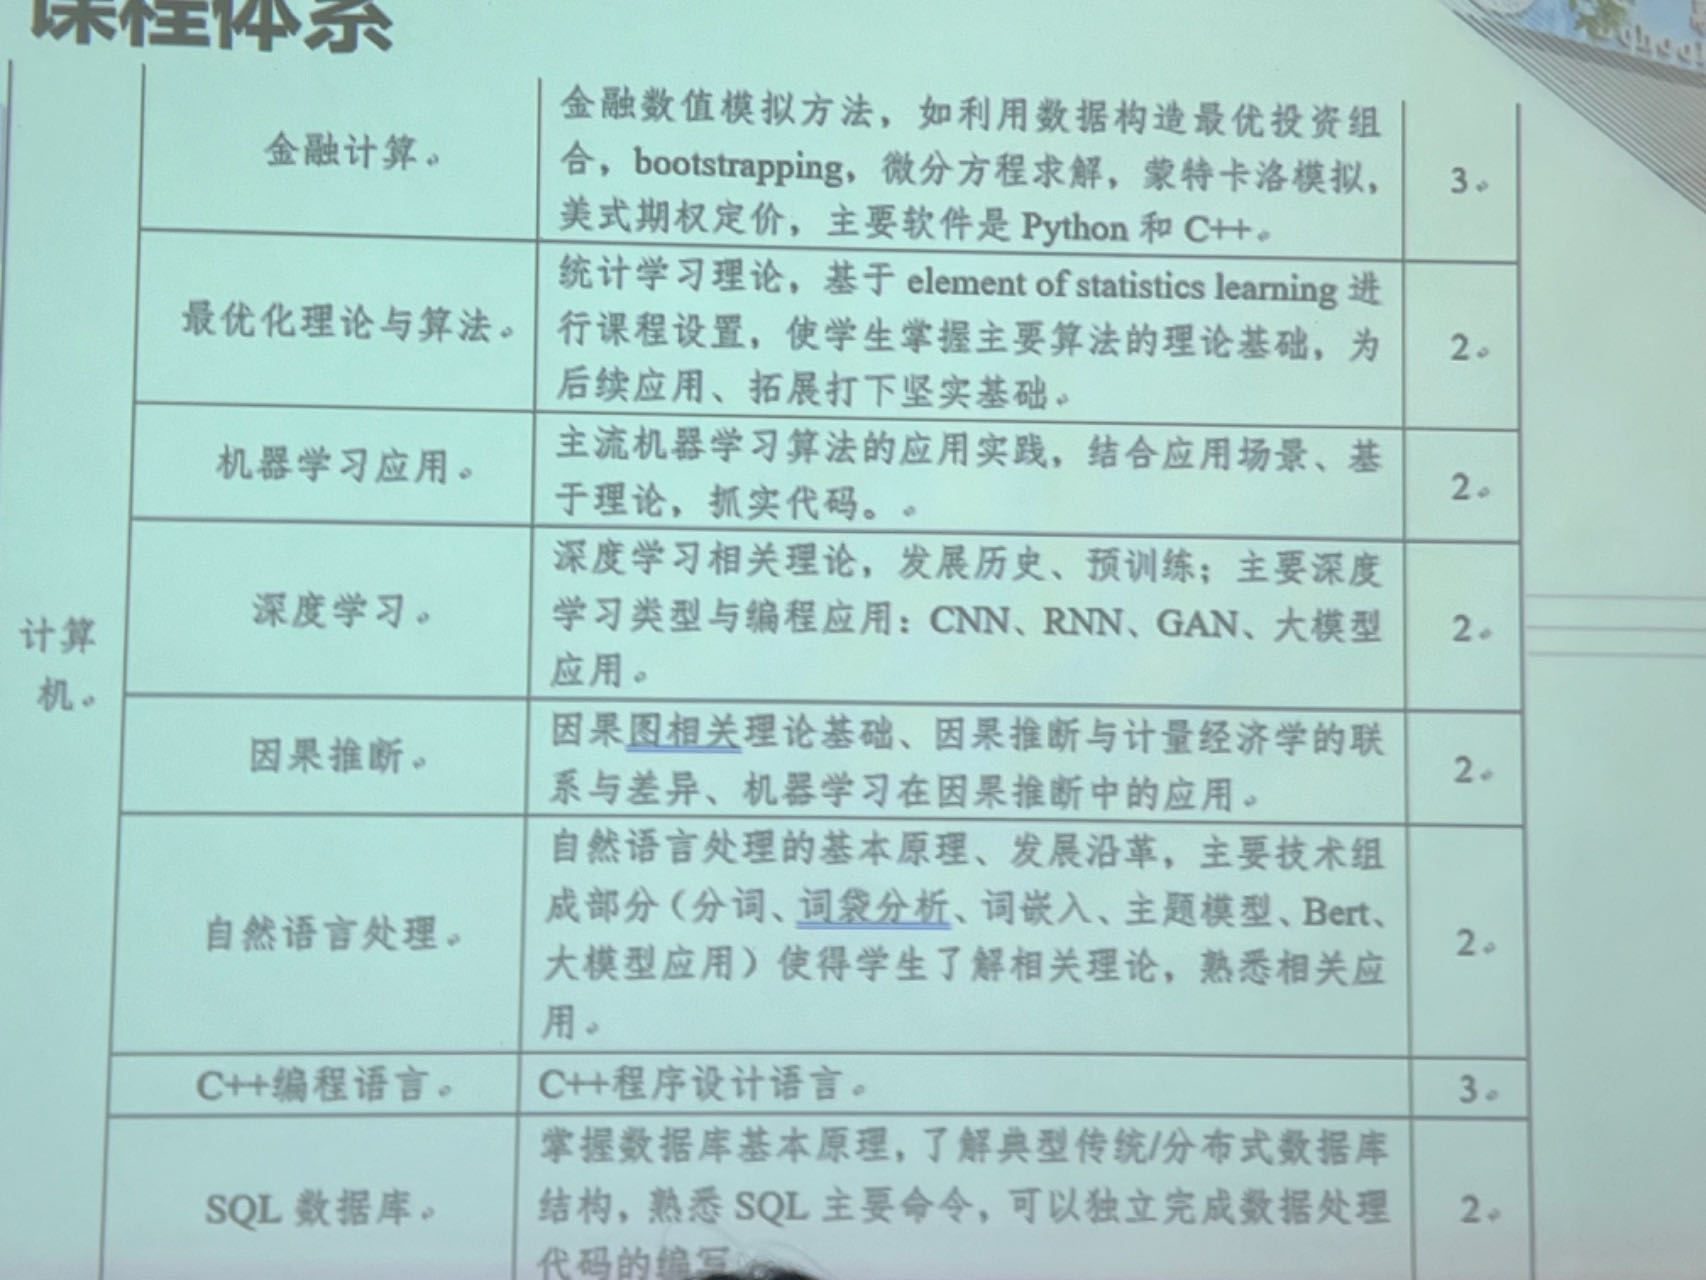 课程体系
金融计算。
金融数值模拟方法，如利用数据构造最优投资组
合，bootstrapping，微分方程求解，蒙特卡洛模拟，
美式期权定价，主要软件是 Python 和 C++。
3
最优化理论与算法。
统计学习理论，基于 element of statistics learning 进
行课程设置，使学生掌握主要算法的理论基础，为
后续应用、拓展打下坚实基础。
2
机器学习应用。
主流机器学习算法的应用实践，结合应用场景、基
于理论，抓实代码。
2
计算
机。
深度学习。
深度学习相关理论，发展历史、预训练；主要深度
学习类型与编程应用：CNN、RNN、GAN、大模型
应用。
2
因果推断。
因果图相关理论基础、因果推断与计量经济学的联
系与差异、机器学习在因果推断中的应用。
2
自然语言处理。
自然语言处理的基本原理、发展沿革，主要技术组
成部分（分词、词袋分析、词嵌入、主题模型、Bert、
大模型应用）使得学生了解相关理论，熟悉相关应
用。
2
C++编程语言。
C++程序设计语言。
3
SQL 数据库。
掌握数据库基本原理，了解典型传统/分布式数据库
结构，熟悉 SQL 主要命令，可以独立完成数据处理
代码的编写
2